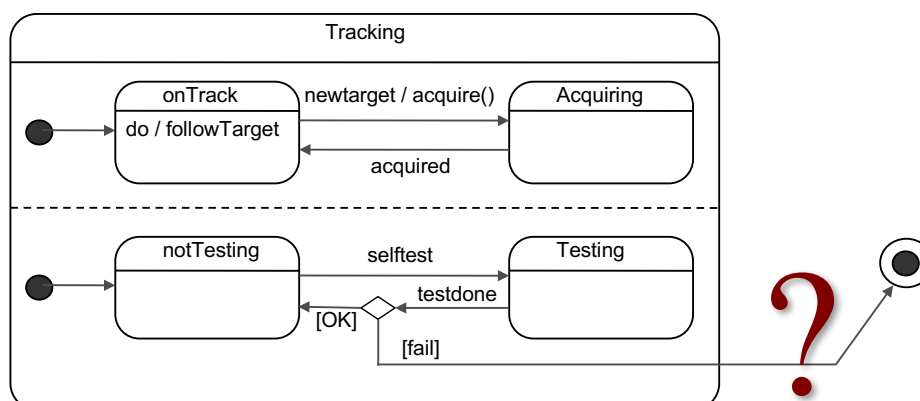 Tracking
onTrack
newtarget / acquire()
Acquiring
do / followTarget
acquired
notTesting
selftest
Testing
testdone
[OK]
[fail]
?